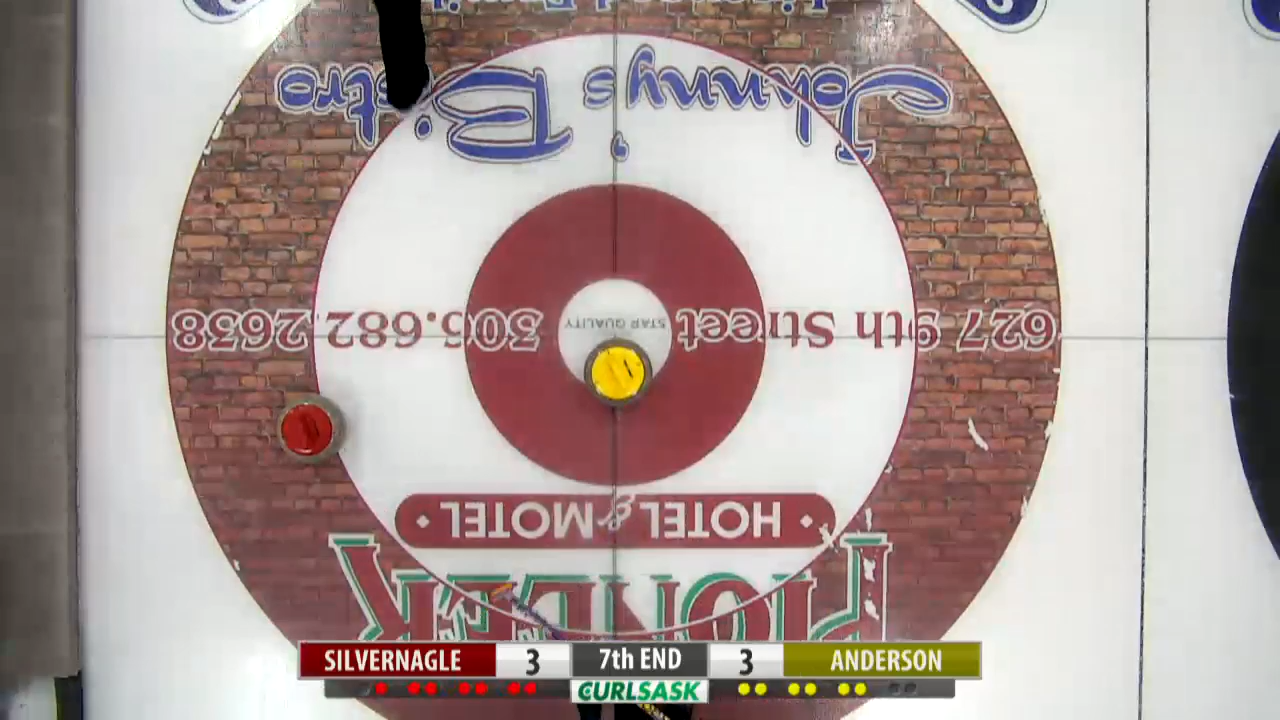 Johnny's Bistro
627 9th Street 306.682.2638
STAR QUALITY
HOTEL & MOTEL
PIONEER
SILVERNAGLE 3 7th END 3 ANDERSON
CURLSASK